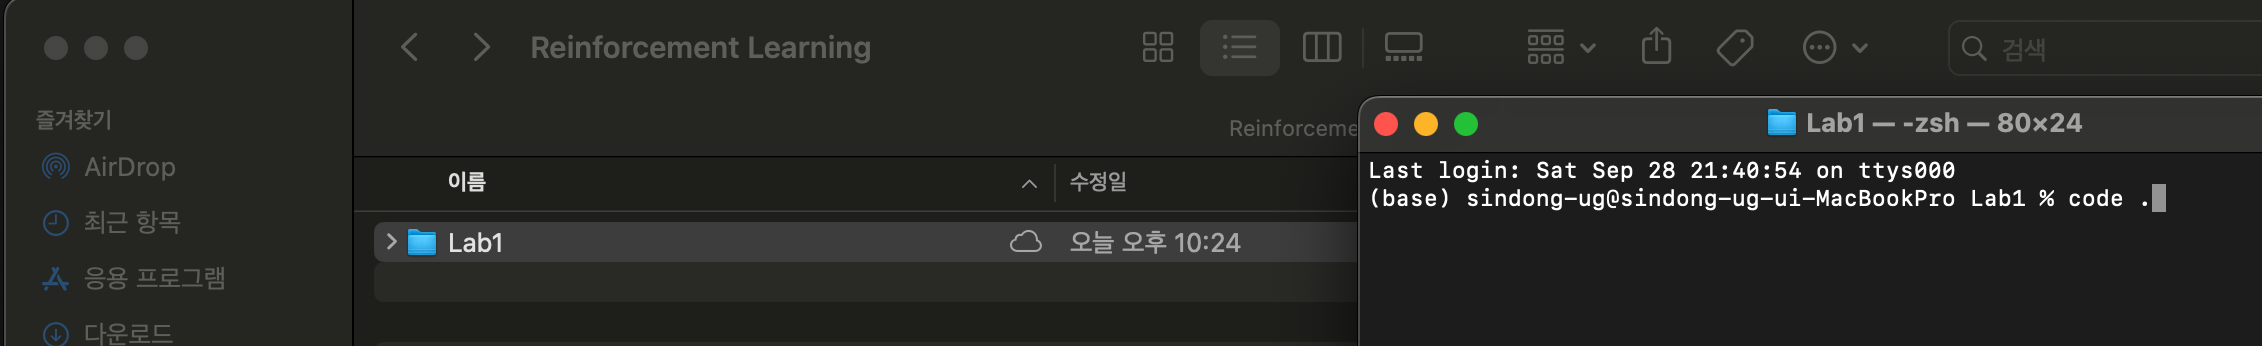 Reinforcement Learning
검색
즐겨찾기
AirDrop
최근 항목
응용 프로그램
다운로드
Reinforceme
이름
수정일
Lab1
오늘 오후 10:24
Lab1 — -zsh — 80×24
Last login: Sat Sep 28 21:40:54 on ttys000
(base) sindong-ug@sindong-ug-ui-MacBookPro Lab1 % code .